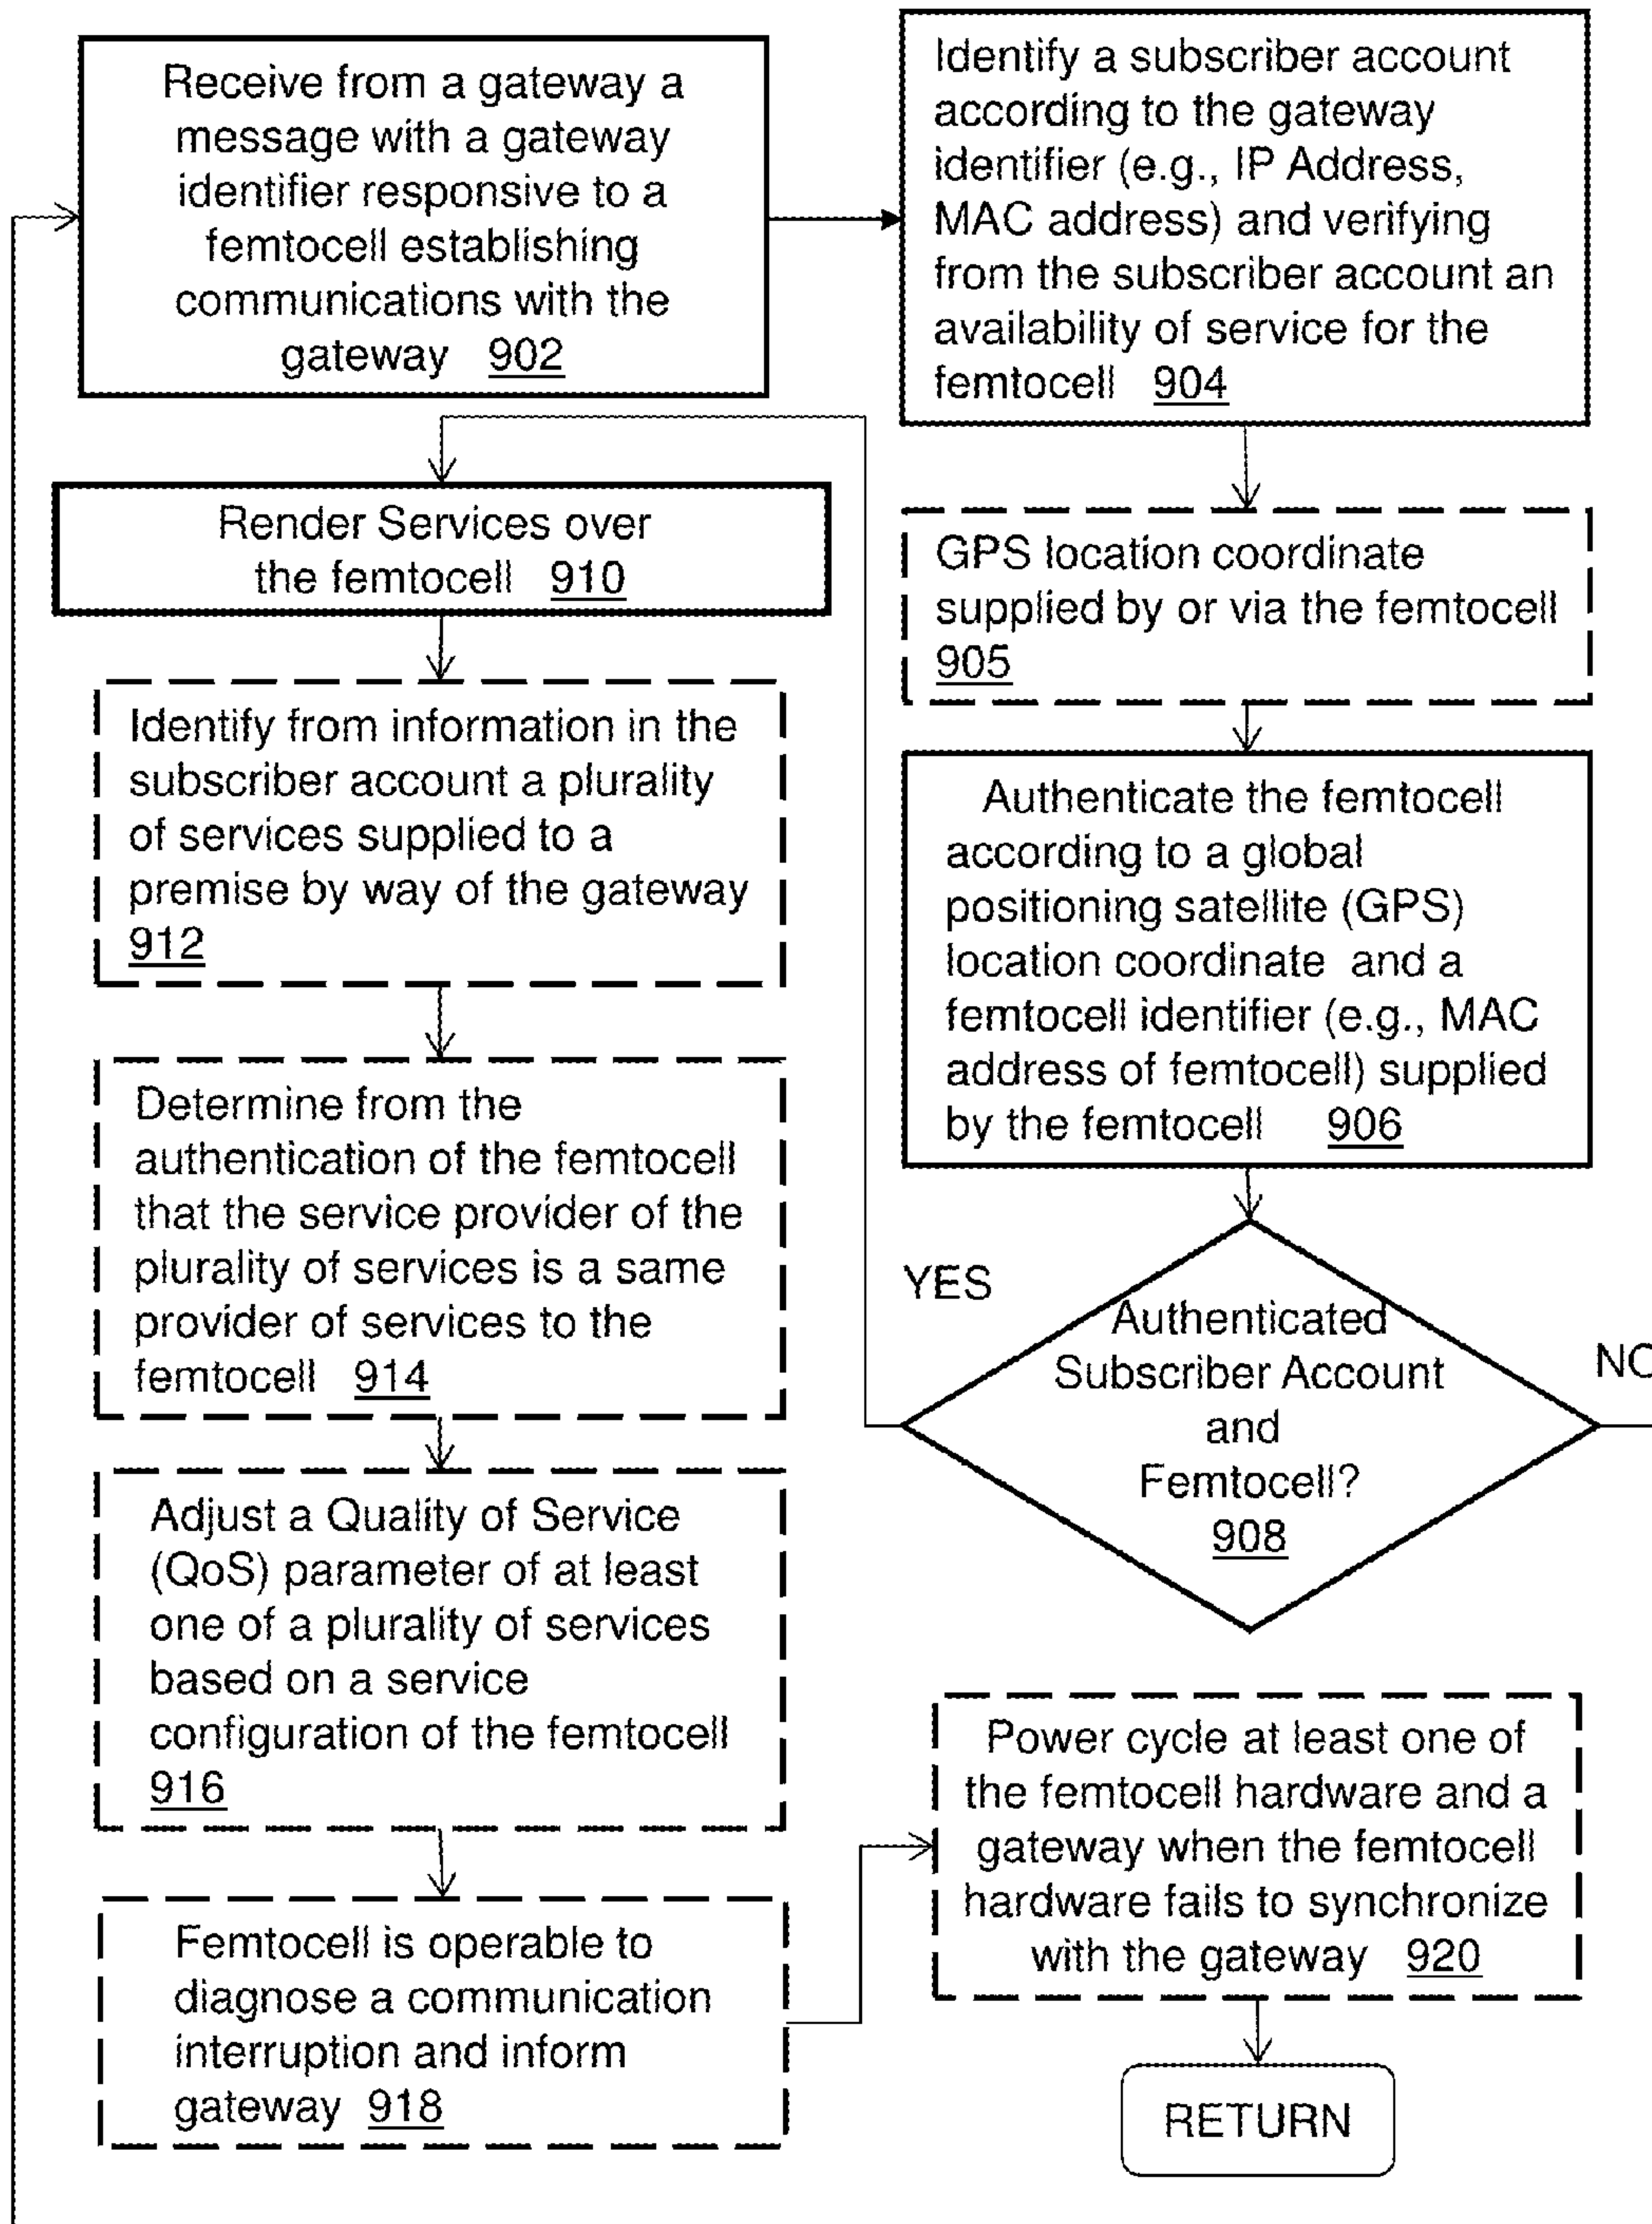 Receive from a gateway a
message with a gateway
identifier responsive to a
femtocell establishing
communications with the
gateway 902
Identify a subscriber account
according to the gateway
identifier (e.g., IP Address,
MAC address) and verifying
from the subscriber account an
availability of service for the
femtocell 904
GPS location coordinate
supplied by or via the femtocell
905
Authenticate the femtocell
according to a global
positioning satellite (GPS)
location coordinate and a
femtocell identifier (e.g., MAC
address of femtocell) supplied
by the femtocell 906
YES
Authenticated
Subscriber Account
and
Femtocell?
908
NO
Render Services over
the femtocell 910
Identify from information in the
subscriber account a plurality
of services supplied to a
premise by way of the gateway
912
Determine from the
authentication of the femtocell
that the service provider of the
plurality of services is a same
provider of services to the
femtocell 914
Adjust a Quality of Service
(QoS) parameter of at least
one of a plurality of services
based on a service
configuration of the femtocell
916
Femtocell is operable to
diagnose a communication
interruption and inform
gateway 918
Power cycle at least one of
the femtocell hardware and a
gateway when the femtocell
hardware fails to synchronize
with the gateway 920
RETURN